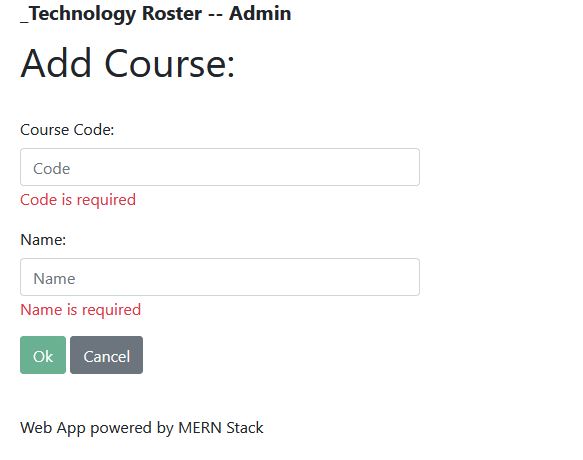 _Technology Roster -- Admin
Add Course:
Course Code:
Code
Code is required
Name:
Name
Name is required
Ok Cancel
Web App powered by MERN Stack